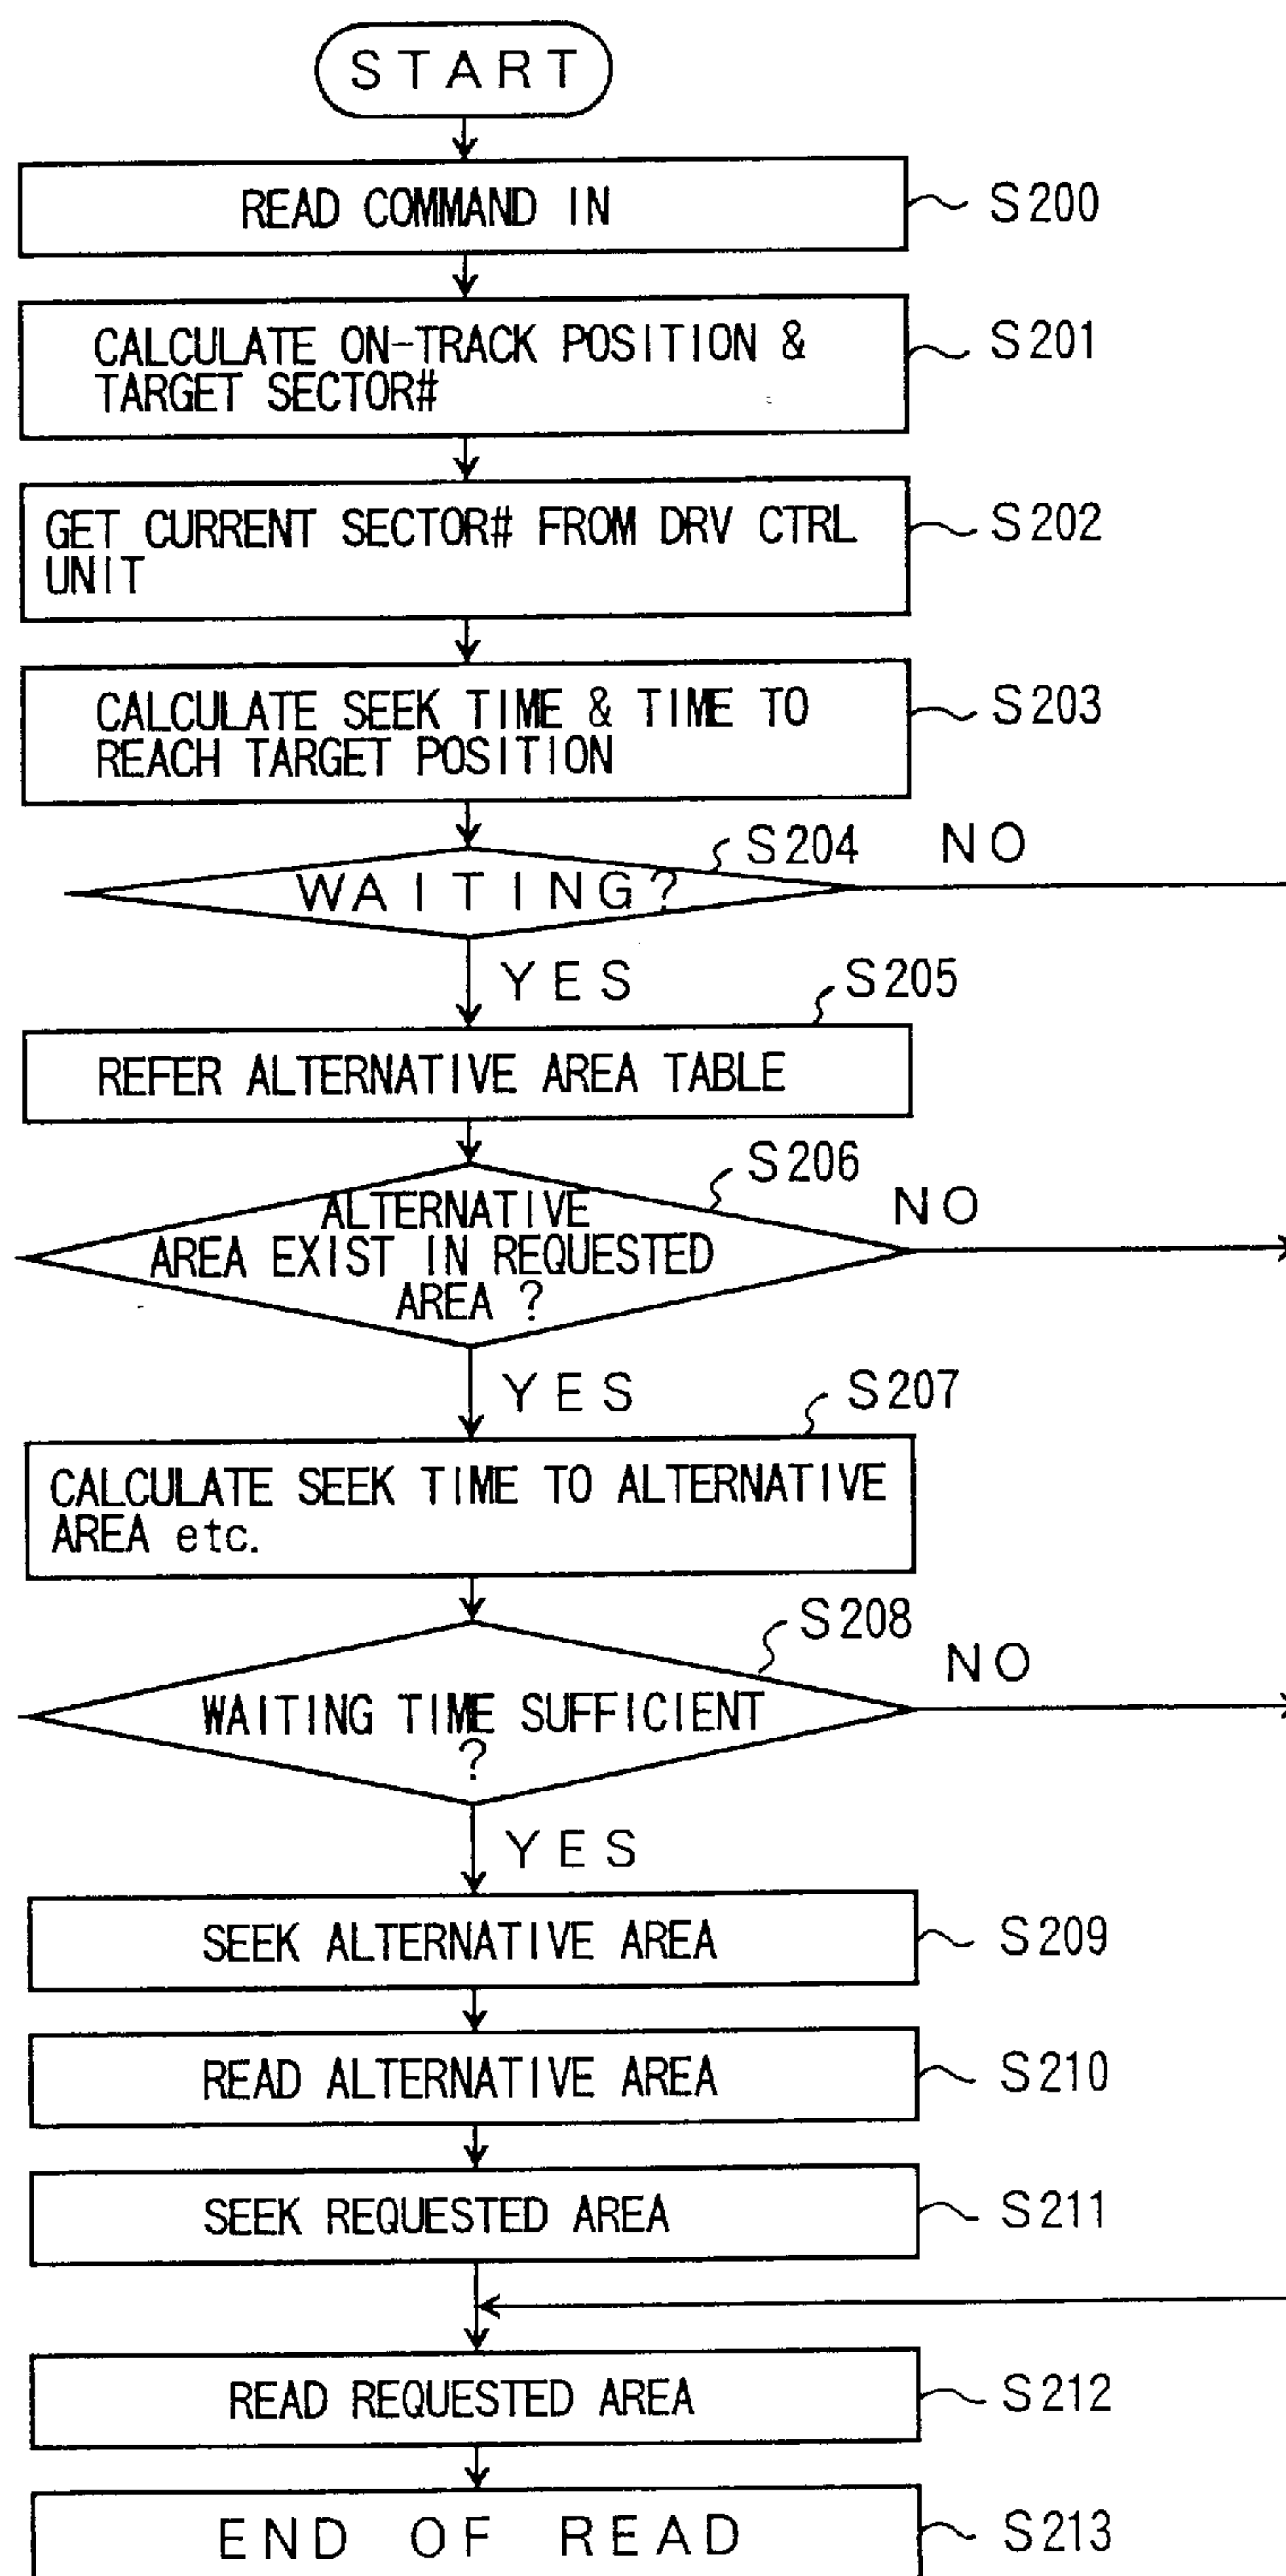 START
READ COMMAND IN
S200
CALCULATE ON-TRACK POSITION &
TARGET SECTOR#
S201
GET CURRENT SECTOR# FROM DRV CTRL
UNIT
S202
CALCULATE SEEK TIME & TIME TO
REACH TARGET POSITION
S203
S204
NO
WAITING?
YES
S205
REFER ALTERNATIVE AREA TABLE
S206
NO
ALTERNATIVE
AREA EXIST IN REQUESTED
AREA ?
YES
S207
CALCULATE SEEK TIME TO ALTERNATIVE
AREA etc.
S208
NO
WAITING TIME SUFFICIENT
?
YES
SEEK ALTERNATIVE AREA
S209
READ ALTERNATIVE AREA
S210
SEEK REQUESTED AREA
S211
READ REQUESTED AREA
S212
END OF READ
S213